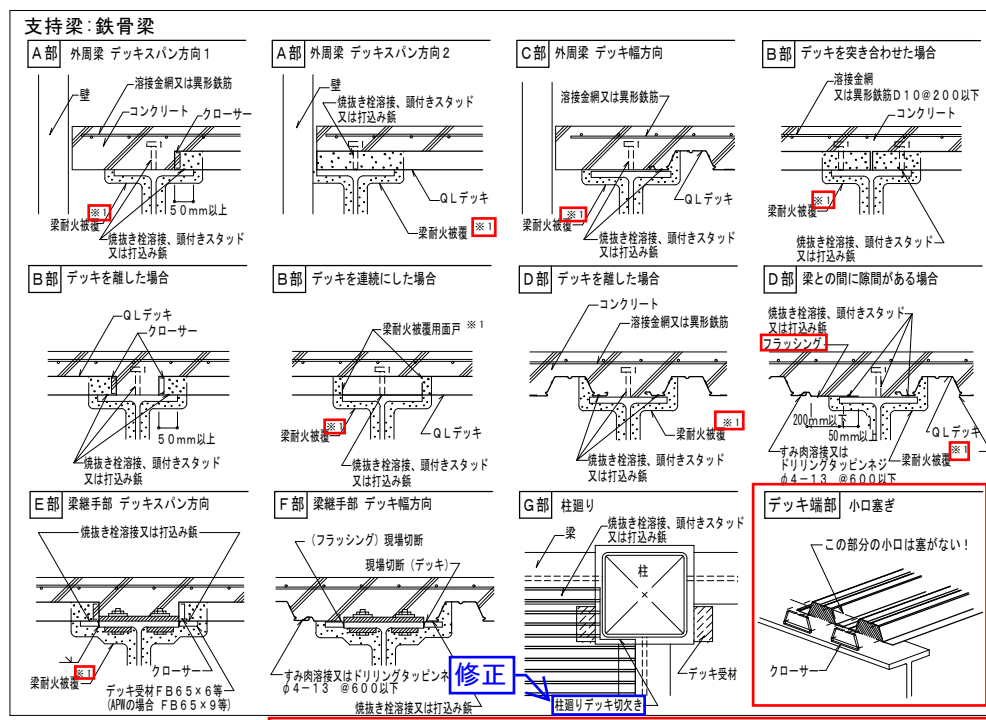 支持梁:鉄骨梁
A部 外周梁 デッキスパン方向1
壁
溶接金網又は異形鉄筋
コンクリート
クローサー
※1
梁耐火被覆
50mm以上
焼抜き栓溶接、頭付きスタッド
又は打込み鋲
A部 外周梁 デッキスパン方向2
壁
焼抜き栓溶接、頭付きスタッド
又は打込み鋲
QLデッキ
梁耐火被覆 ※1
C部 外周梁 デッキ幅方向
溶接金網又は異形鉄筋
※1
梁耐火被覆
QLデッキ
焼抜き栓溶接、頭付きスタッド
又は打込み鋲
B部 デッキを突き合わせた場合
溶接金網
又は異形鉄筋D10@200以下
コンクリート
※1
梁耐火被覆
QLデッキ
焼抜き栓溶接、頭付きスタッド
又は打込み鋲
B部 デッキを離した場合
QLデッキ
クローサー
50mm以上
焼抜き栓溶接、頭付きスタッド
又は打込み鋲
B部 デッキを連続にした場合
梁耐火被覆用面戸 ※1
※1
梁耐火被覆
QLデッキ
焼抜き栓溶接、頭付きスタッド
又は打込み鋲
D部 デッキを離した場合
コンクリート
溶接金網又は異形鉄筋
※1
梁耐火被覆
焼抜き栓溶接、頭付きスタッド
又は打込み鋲
D部 梁との間に隙間がある場合
焼抜き栓溶接、頭付きスタッド
又は打込み鋲
フラッシング
200mm以下
50mm以上
QLデッキ
※1
すみ肉溶接又は
ドリリングタッピンネジ
φ4-13 @600以下
梁耐火被覆
E部 梁継手部 デッキスパン方向
焼抜き栓溶接又は打込み鋲
※1
梁耐火被覆
クローサー
デッキ受材FB65×6等
(APWの場合 FB65×9等)
F部 梁継手部 デッキ幅方向
(フラッシング)現場切断
現場切断(デッキ)
すみ肉溶接又はドリリングタッピンネ
φ4-13 @600以下
焼抜き栓溶接又は打込み鋲
G部 柱廻り
梁
焼抜き栓溶接、頭付きスタッド
又は打込み鋲
柱
デッキ受材
修正
柱廻りデッキ切欠き
デッキ端部 小口塞ぎ
この部分の小口は塞がない!
クローサー